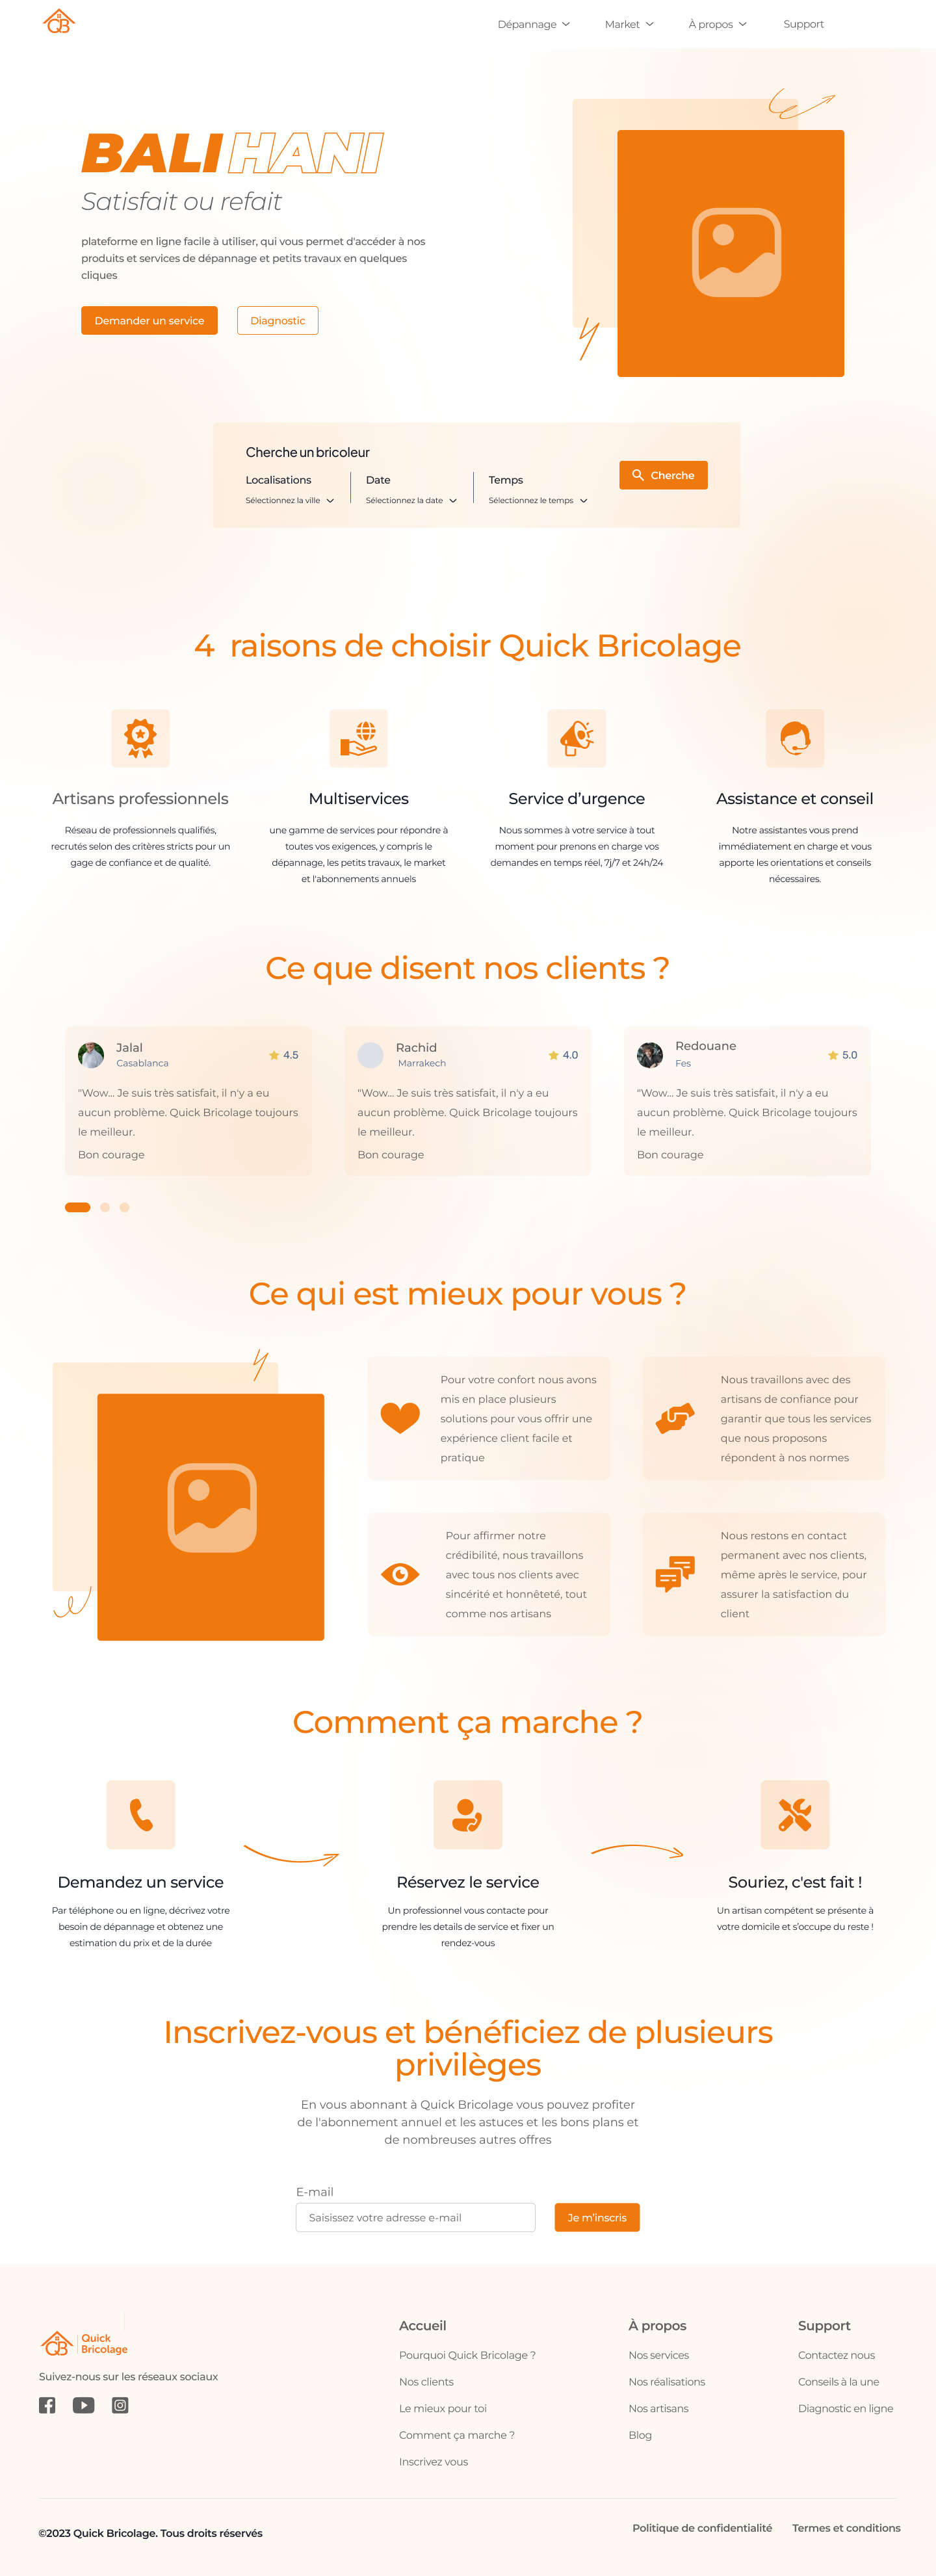 QB
Dépannage
Market
À propos
Support
BALI HANI
Satisfait ou refait
plateforme en ligne facile à utiliser, qui vous permet d'accéder à nos
produits et services de dépannage et petits travaux en quelques
cliques
Demander un service
Diagnostic
Cherche un bricoleur
Localisations
Date
Temps
Sélectionnez la ville
Sélectionnez la date
Sélectionnez le temps
Cherche
4 raisons de choisir Quick Bricolage
Artisans professionnels
Réseau de professionnels qualifiés,
recrutés selon des critères stricts pour un
gage de confiance et de qualité.
Multiservices
une gamme de services pour répondre à
toutes vos exigences, y compris le
dépannage, les petits travaux, le market
et l'abonnements annuels
Service d’urgence
Nous sommes à votre service à tout
moment pour prenons en charge vos
demandes en temps réel, 7j/7 et 24h/24
Assistance et conseil
Notre assistantes vous prend
immédiatement en charge et vous
apporte les orientations et conseils
nécessaires.
Ce que disent nos clients ?
Jalal
Casablanca
4.5
"Wow... Je suis très satisfait, il n'y a eu
aucun problème. Quick Bricolage toujours
le meilleur.
Bon courage
Rachid
Marrakech
4.0
"Wow... Je suis très satisfait, il n'y a eu
aucun problème. Quick Bricolage toujours
le meilleur.
Bon courage
Redouane
Fes
5.0
"Wow... Je suis très satisfait, il n'y a eu
aucun problème. Quick Bricolage toujours
le meilleur.
Bon courage
Ce qui est mieux pour vous ?
Pour votre confort nous avons
mis en place plusieurs
solutions pour vous offrir une
expérience client facile et
pratique
Nous travaillons avec des
artisans de confiance pour
garantir que tous les services
que nous proposons
répondent à nos normes
Pour affirmer notre
crédibilité, nous travaillons
avec tous nos clients avec
sincérité et honnêteté, tout
comme nos artisans
Nous restons en contact
permanent avec nos clients,
même après le service, pour
assurer la satisfaction du
client
Comment ça marche ?
Demandez un service
Par téléphone ou en ligne, décrivez votre
besoin de dépannage et obtenez une
estimation du prix et de la durée
Réservez le service
Un professionnel vous contacte pour
prendre les details de service et fixer un
rendez-vous
Souriez, c'est fait !
Un artisan compétent se présente à
votre domicile et s’occupe du reste !
Inscrivez-vous et bénéficiez de plusieurs
privilèges
En vous abonnant à Quick Bricolage vous pouvez profiter
de l'abonnement annuel et les astuces et les bons plans et
de nombreuses autres offres
E-mail
Saisissez votre adresse e-mail
Je m’inscris
QB
Quick
Bricolage
Suivez-nous sur les réseaux sociaux
Accueil
Pourquoi Quick Bricolage ?
Nos clients
Le mieux pour toi
Comment ça marche ?
Inscrivez vous
À propos
Nos services
Nos réalisations
Nos artisans
Blog
Support
Contactez nous
Conseils à la une
Diagnostic en ligne
©2023 Quick Bricolage. Tous droits réservés
Politique de confidentialité
Termes et conditions